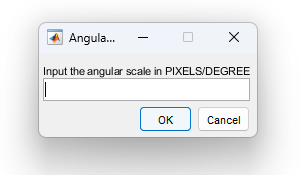 Angula...
Input the angular scale in PIXELS/DEGREE
OK Cancel